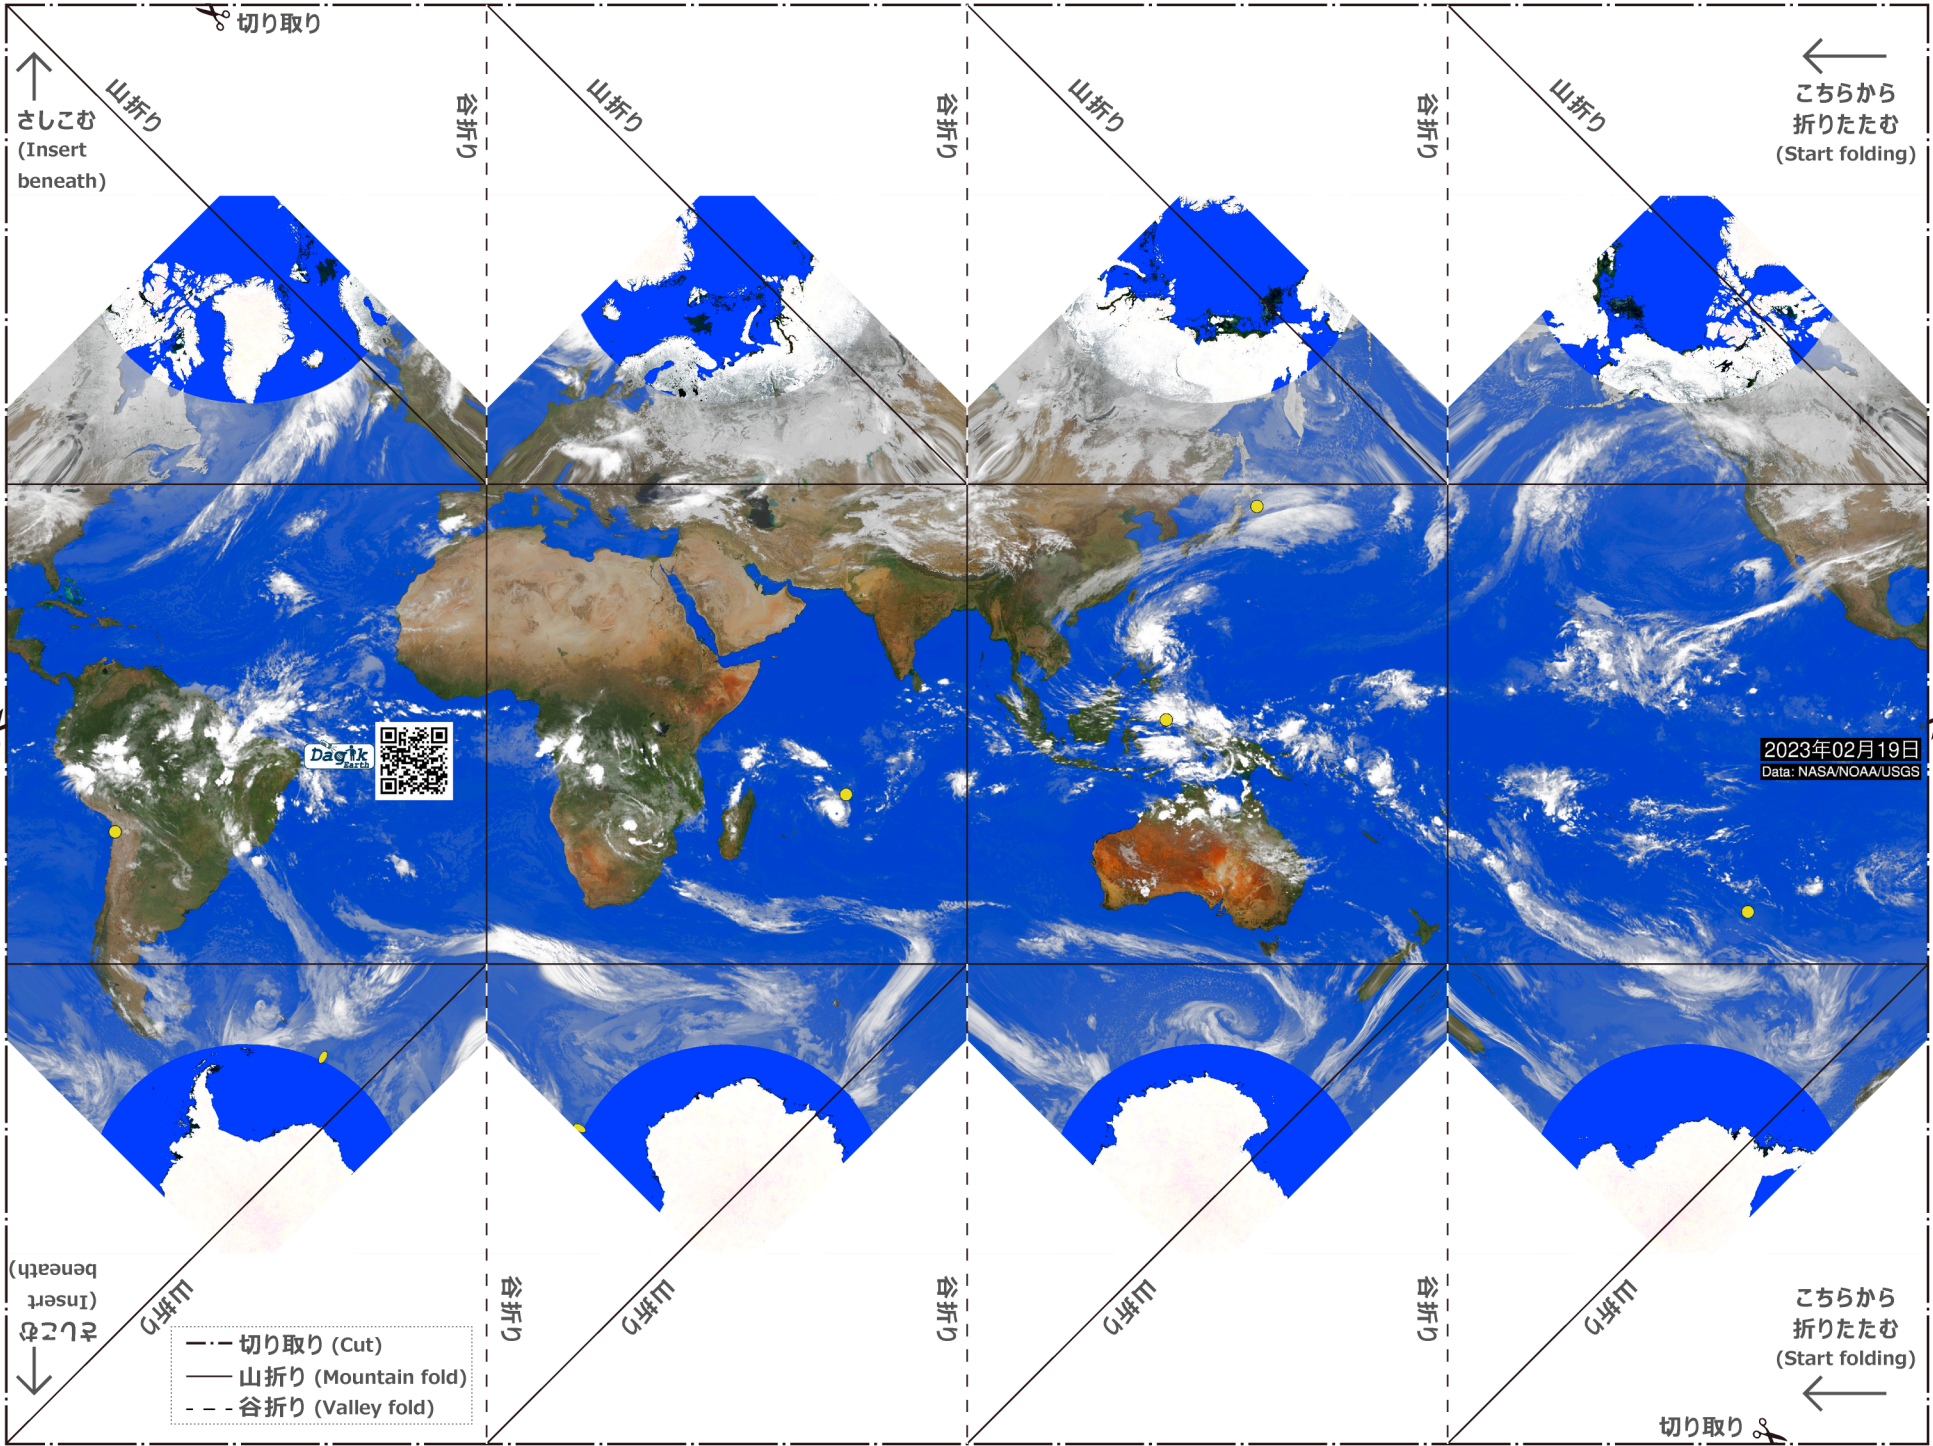 切り取り
山折り
谷折り
山折り
谷折り
山折り
谷折り
山折り
さしこむ
(Insert
beneath)
こちらから
折りたたむ
(Start folding)
Dagik
Earth
2023年02月19日
Data: NASA/NOAA/USGS
さしこむ
(Insert
beneath)
山折り
谷折り
山折り
谷折り
山折り
谷折り
山折り
こちらから
折りたたむ
(Start folding)
切り取り (Cut)
山折り (Mountain fold)
谷折り (Valley fold)
切り取り